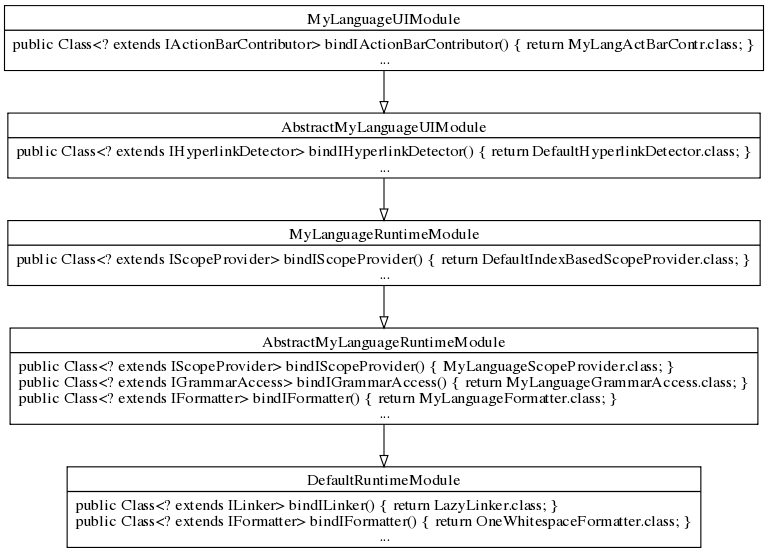 MyLanguageUIModule
public Class<? extends IActionBarContributor> bindIActionBarContributor() { return MyLangActBarContr.class; }
...
AbstractMyLanguageUIModule
public Class<? extends IHyperlinkDetector> bindIHyperlinkDetector() { return DefaultHyperlinkDetector.class; }
...
MyLanguageRuntimeModule
public Class<? extends IScopeProvider> bindIScopeProvider() { return DefaultIndexBasedScopeProvider.class; }
...
AbstractMyLanguageRuntimeModule
public Class<? extends IScopeProvider> bindIScopeProvider() { MyLanguageScopeProvider.class; }
public Class<? extends IGrammarAccess> bindIGrammarAccess() { return MyLanguageGrammarAccess.class; }
public Class<? extends IFormatter> bindIFormatter() { return MyLanguageFormatter.class; }
...
DefaultRuntimeModule
public Class<? extends ILinker> bindILinker() { return LazyLinker.class; }
public Class<? extends IFormatter> bindIFormatter() { return OneWhitespaceFormatter.class; }
...